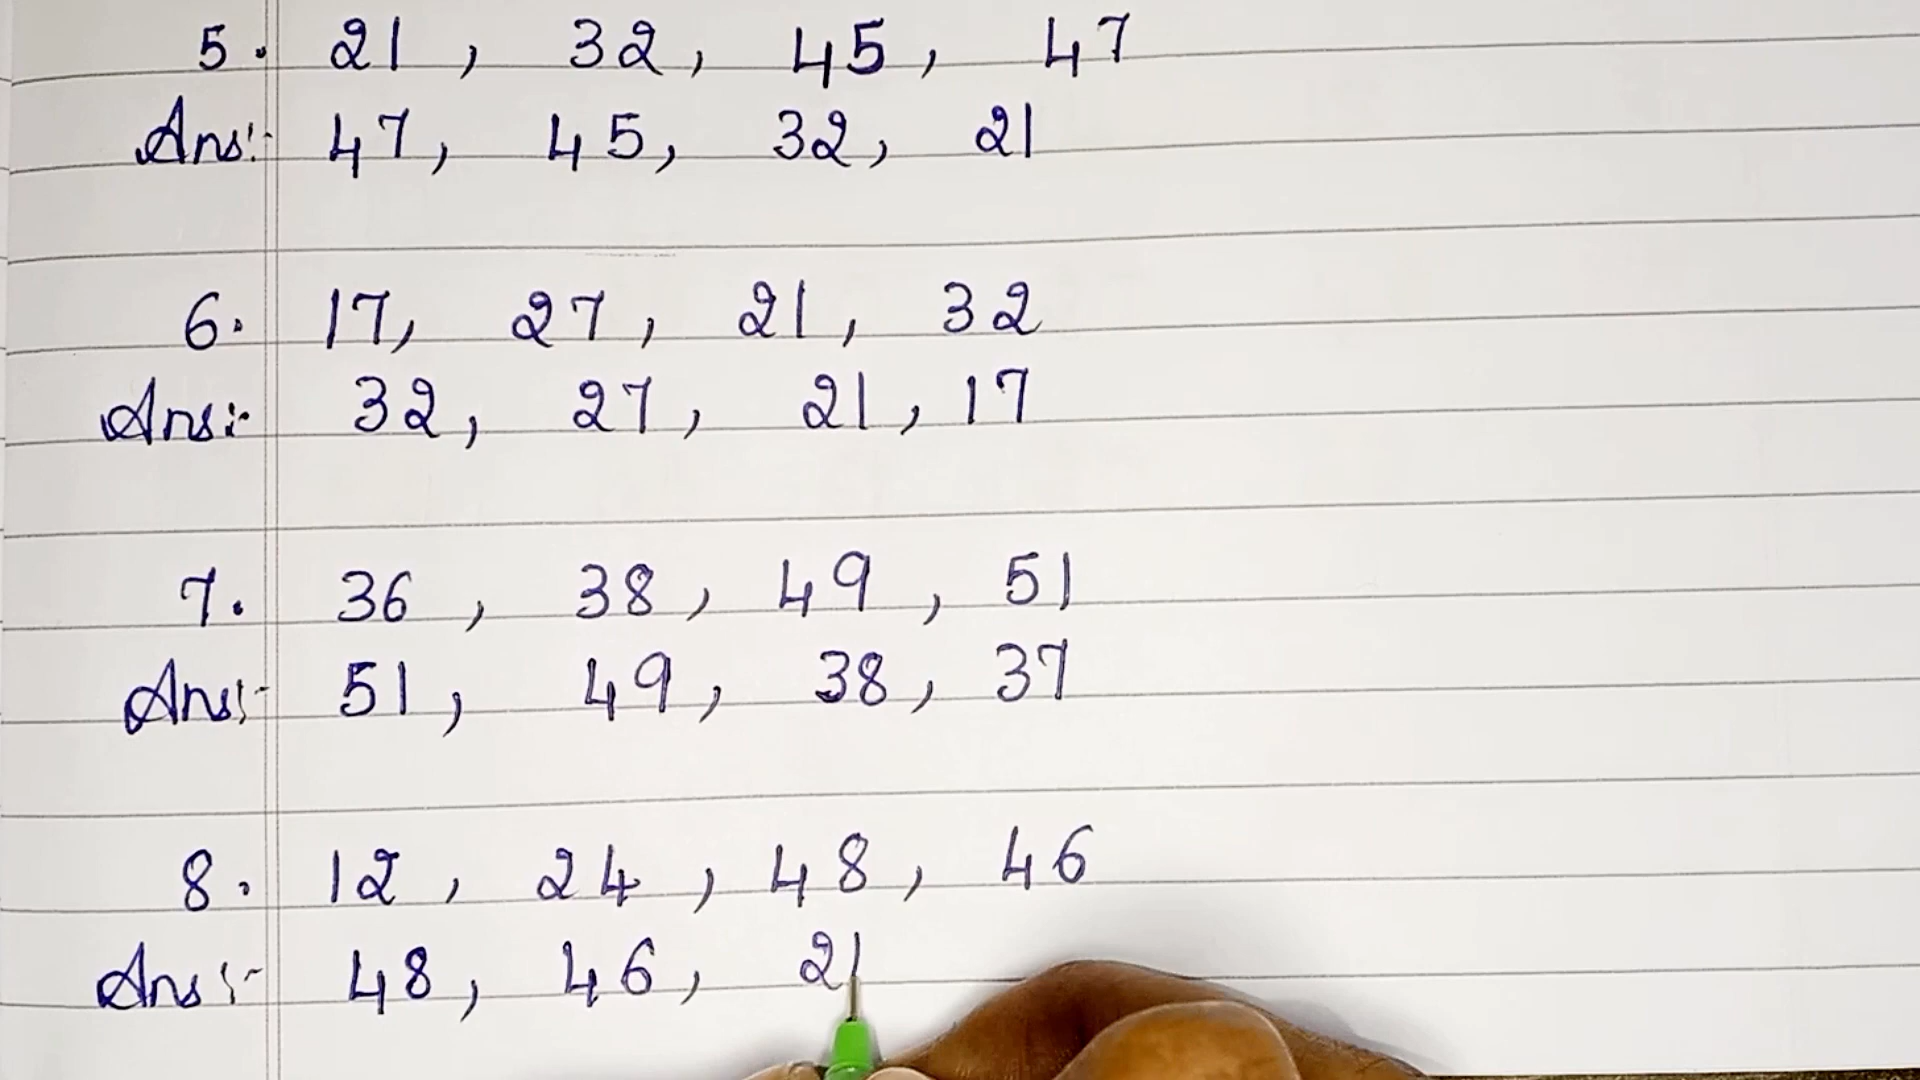 5. 21, 32, 45, 47
Ans:- 47, 45, 32, 21
6. 17, 27, 21, 32
Ans:- 32, 27, 21, 17
7. 36, 38, 49, 51
Ans:- 51, 49, 38, 37
8. 12, 24, 48, 46
Ans:- 48, 46, 21